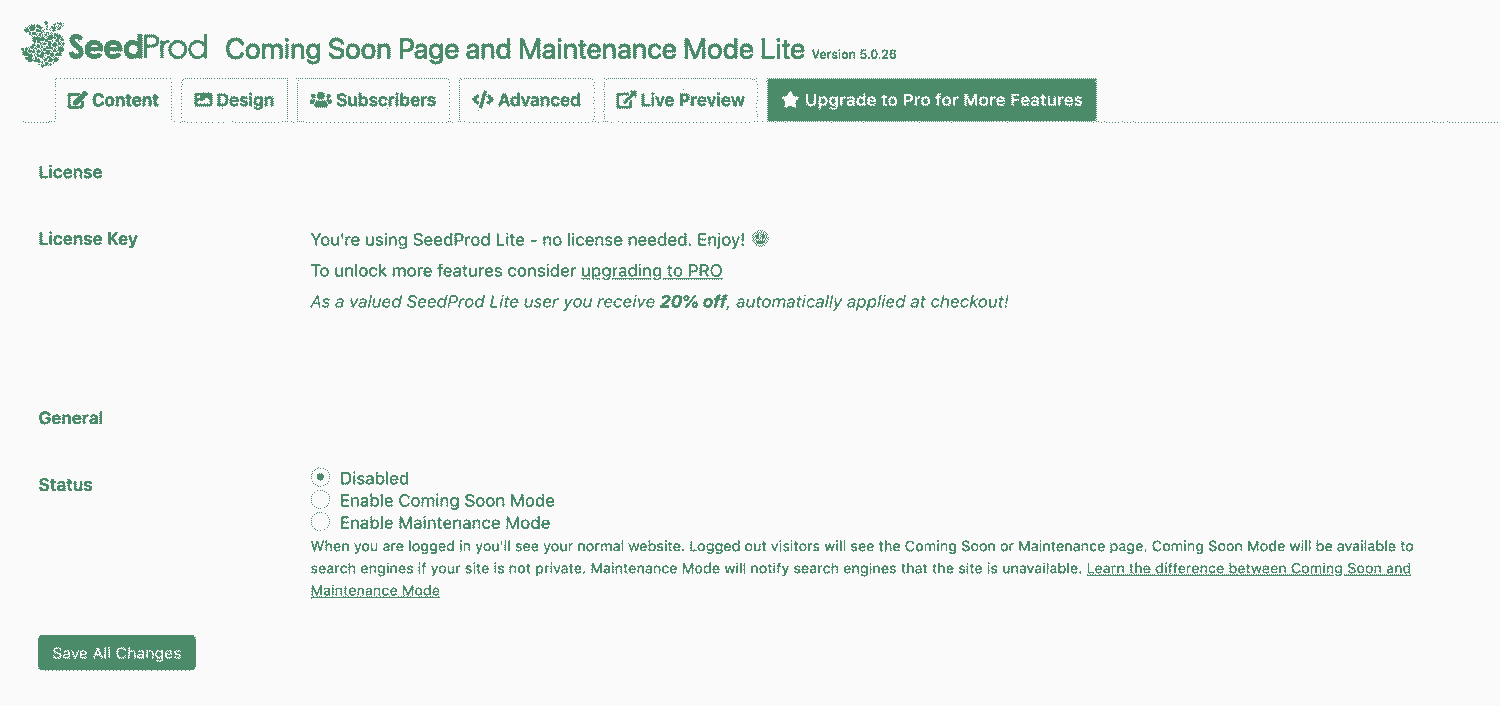 SeedProd Coming Soon Page and Maintenance Mode Lite Version 5.0.26
Content Design Subscribers Advanced Live Preview Upgrade to Pro for More Features
License
License Key
You're using SeedProd Lite - no license needed. Enjoy!
To unlock more features consider upgrading to PRO
As a valued SeedProd Lite user you receive 20% off, automatically applied at checkout!
General
Status
Disabled
Enable Coming Soon Mode
Enable Maintenance Mode
When you are logged in you'll see your normal website. Logged out visitors will see the Coming Soon or Maintenance page. Coming Soon Mode will be available to
search engines if your site is not private. Maintenance Mode will notify search engines that the site is unavailable. Learn the difference between Coming Soon and
Maintenance Mode
Save All Changes